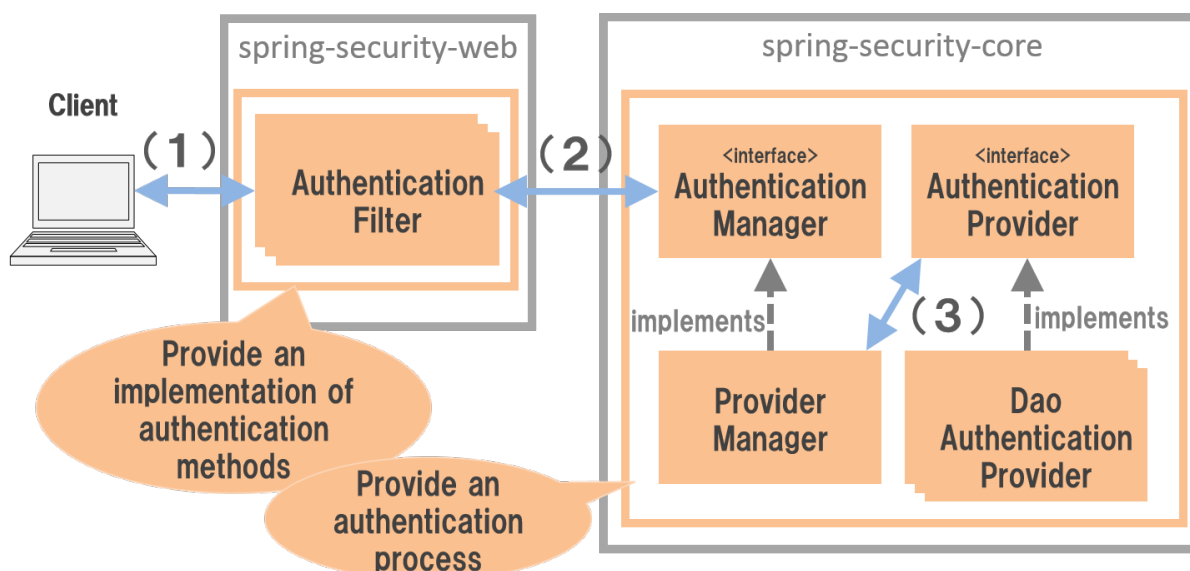 spring-security-web
spring-security-core
Client
(1)
(2)
Authentication
Filter
<interface>
Authentication
Manager
<interface>
Authentication
Provider
implements
(3)
implements
Provider
Manager
Dao
Authentication
Provider
Provide an
implementation of
authentication
methods
Provide an
authentication
process